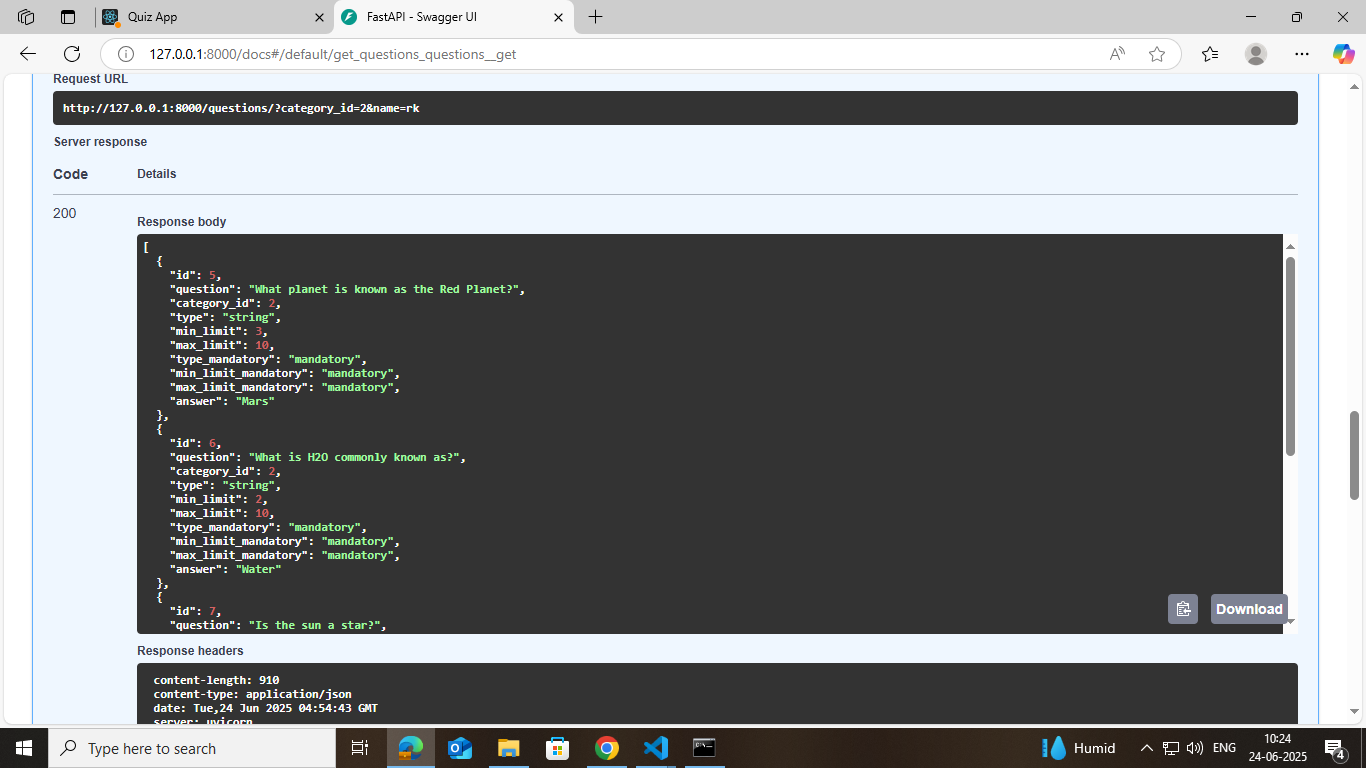 Quiz App
FastAPI - Swagger UI
127.0.0.1:8000/docs#/default/get_questions_questions__get
Request URL
http://127.0.0.1:8000/questions/?category_id=2&name=rk
Server response
Code Details
200
Response body
[
{
"id": 5,
"question": "What planet is known as the Red Planet?",
"category_id": 2,
"type": "string",
"min_limit": 3,
"max_limit": 10,
"type_mandatory": "mandatory",
"min_limit_mandatory": "mandatory",
"max_limit_mandatory": "mandatory",
"answer": "Mars"
},
{
"id": 6,
"question": "What is H2O commonly known as?",
"category_id": 2,
"type": "string",
"min_limit": 2,
"max_limit": 10,
"type_mandatory": "mandatory",
"min_limit_mandatory": "mandatory",
"max_limit_mandatory": "mandatory",
"answer": "Water"
},
{
"id": 7,
"question": "Is the sun a star?",
Download
Response headers
content-length: 910
content-type: application/json
date: Tue,24 Jun 2025 04:54:43 GMT
server: uvicorn
Type here to search
Humid
ENG
10:24
24-06-2025
4